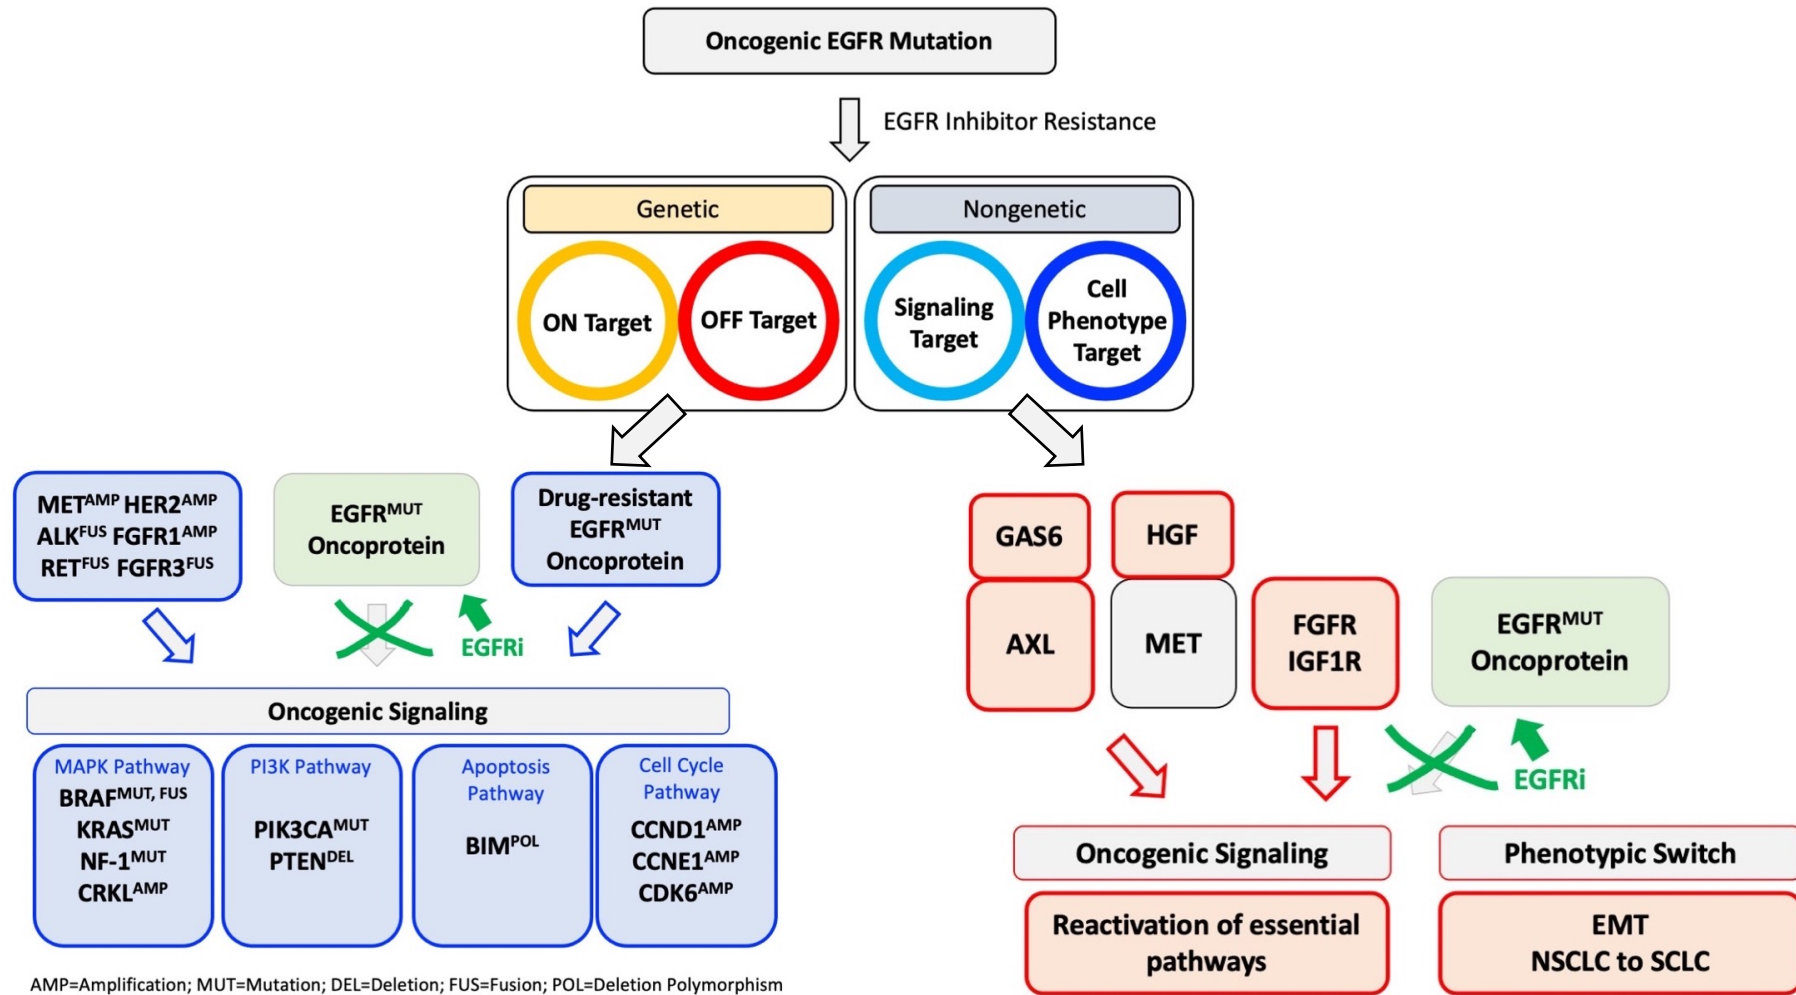 Oncogenic EGFR Mutation
EGFR Inhibitor Resistance
Genetic
Nongenetic
ON Target
OFF Target
Signaling
Target
Cell
Phenotype
Target
METAMP HER2AMP
ALKFUS FGFR1AMP
RETFUS FGFR3FUS
EGFRMUT
Oncoprotein
Drug-resistant
EGFRMUT
Oncoprotein
EGFRi
Oncogenic Signaling
MAPK Pathway
BRAFMUT, FUS
KRASMUT
NF-1MUT
CRKLAMP
PI3K Pathway
PIK3CAMUT
PTENDEL
Apoptosis
Pathway
BIMPOL
Cell Cycle
Pathway
CCND1AMP
CCNE1AMP
CDK6AMP
AMP=Amplification; MUT=Mutation; DEL=Deletion; FUS=Fusion; POL=Deletion Polymorphism
GAS6
HGF
AXL
MET
FGFR
IGF1R
EGFRMUT
Oncoprotein
EGFRi
Oncogenic Signaling
Phenotypic Switch
Reactivation of essential
pathways
EMT
NSCLC to SCLC